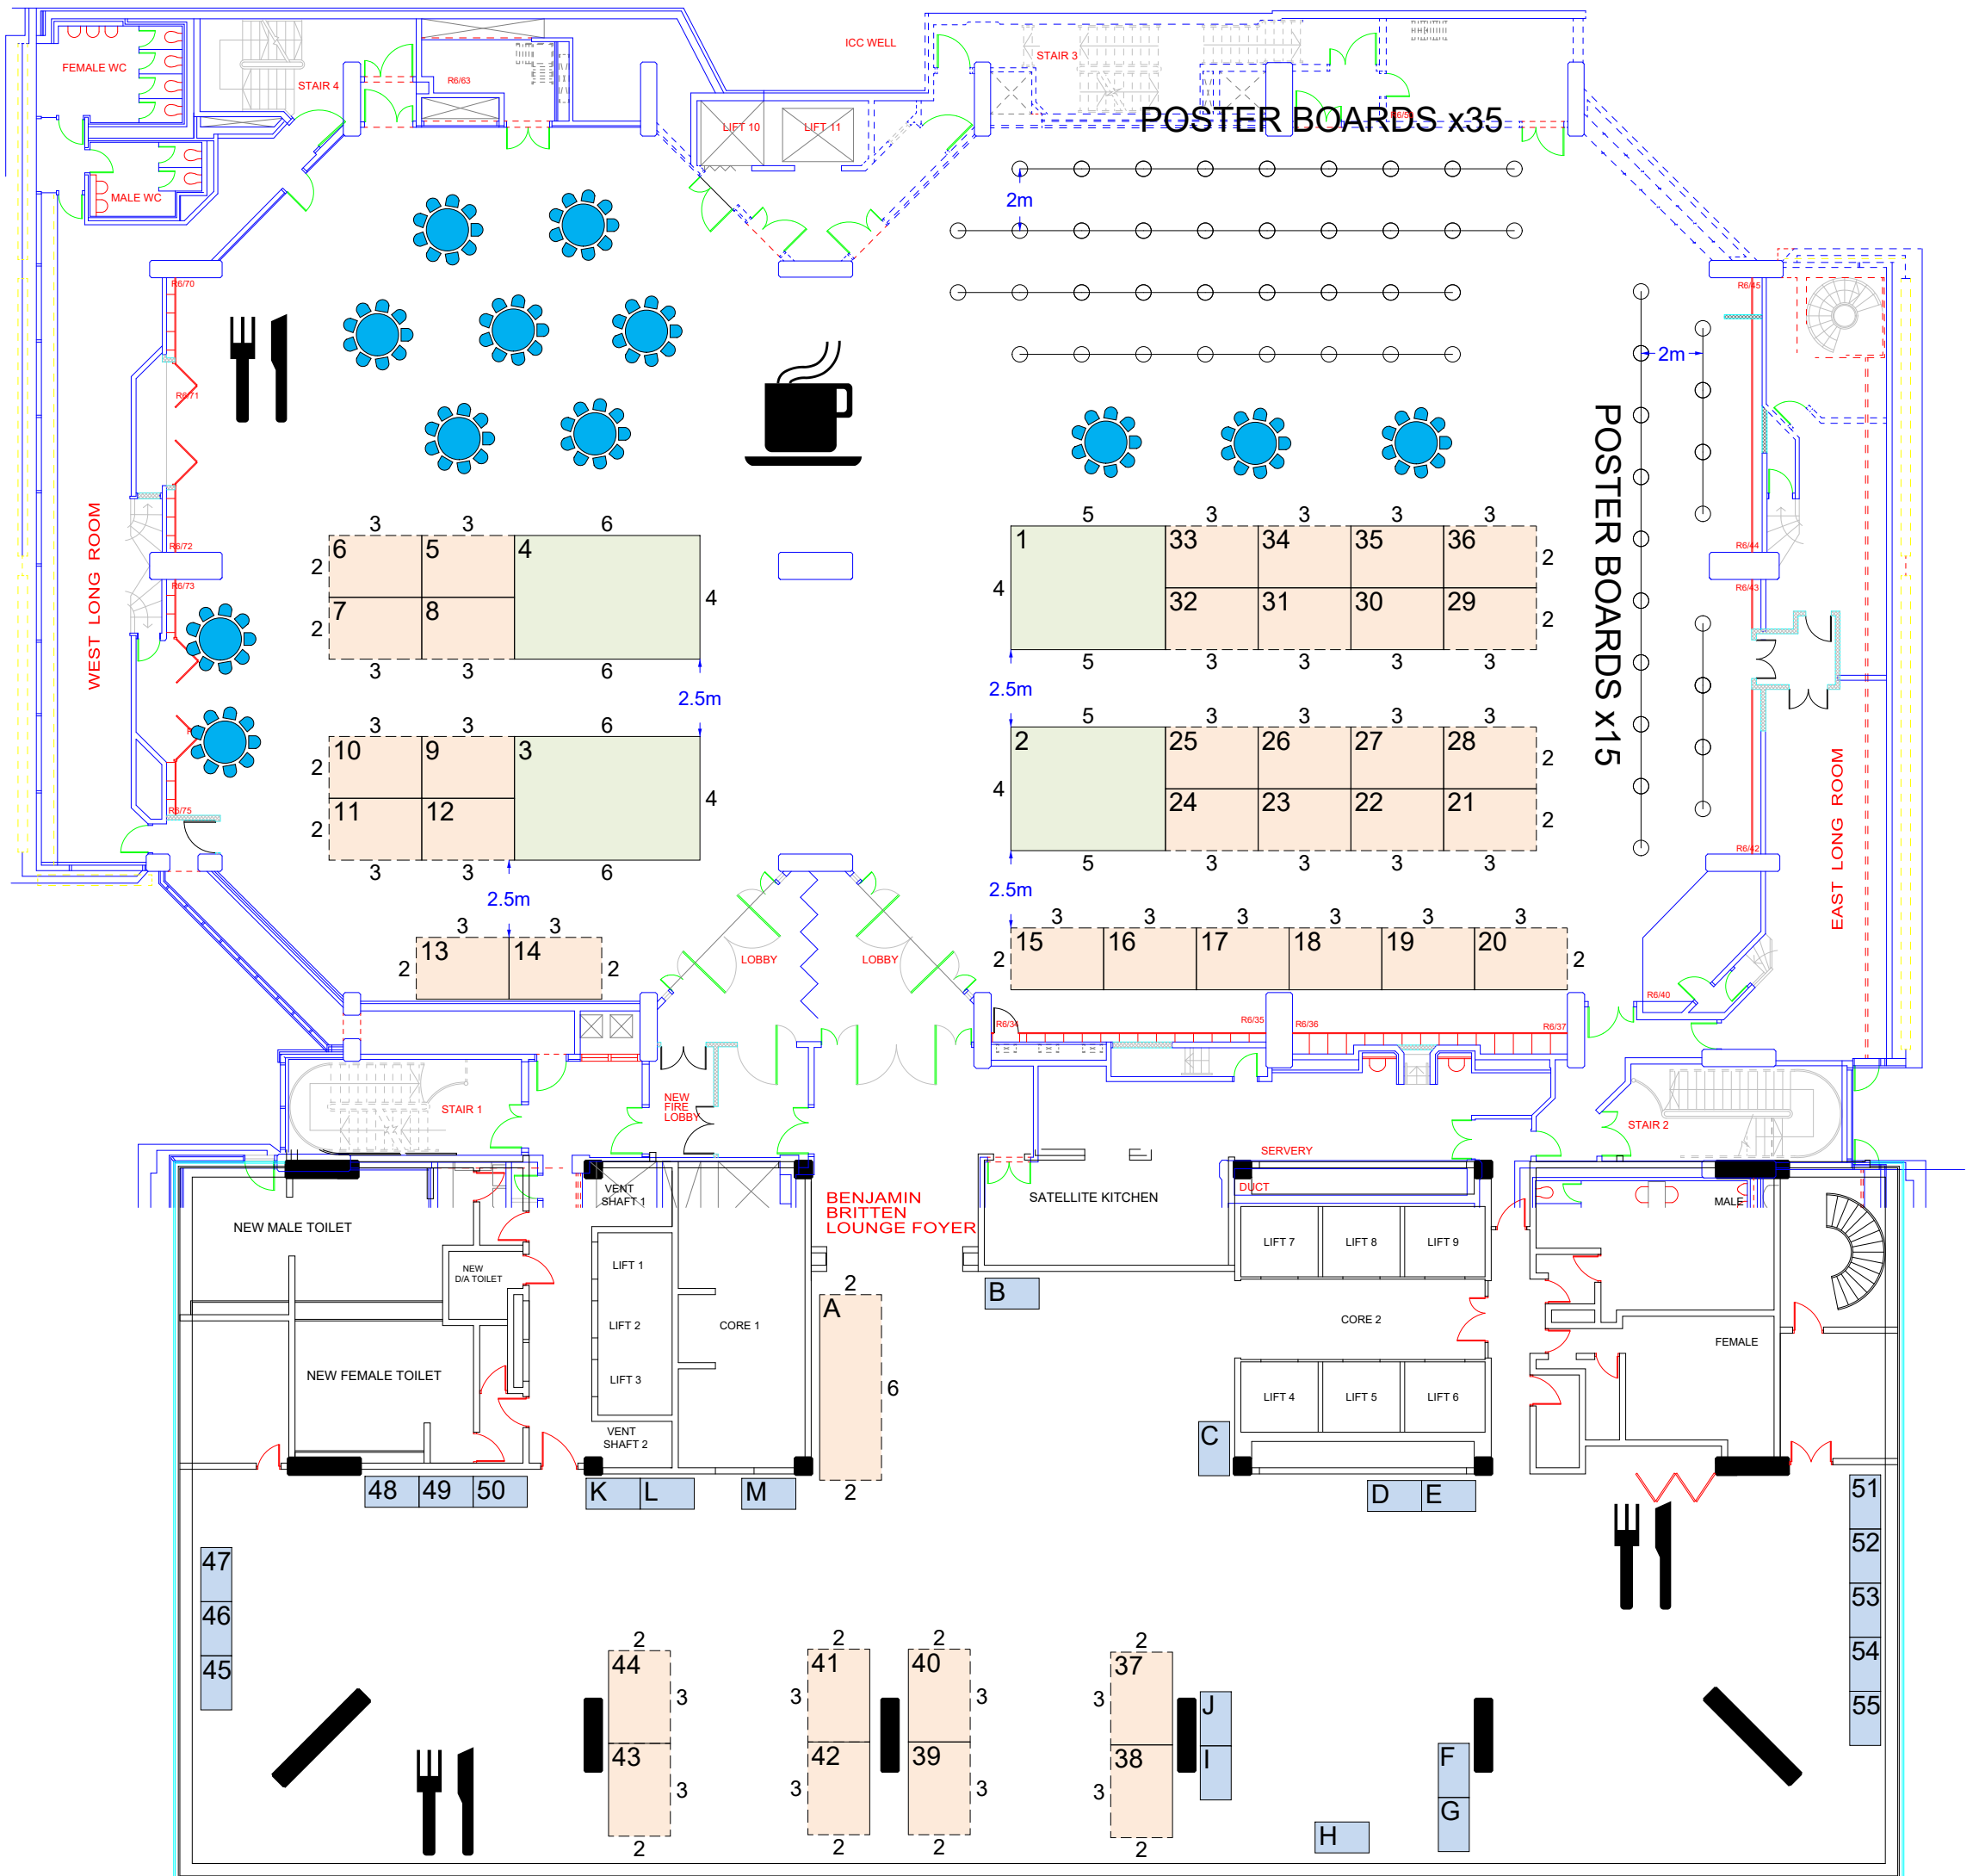 ICC WELL
STAIR 3
FEMALE WC
STAIR 4
R6/63
POSTER BOARDS x35
LIFT 10
LIFT 11
MALE WC
2m
R6/70
R6/45
2m
R6/71
POSTER BOARDS x15
WEST LONG ROOM
3 3 6
5 3 3 3 3
6 5 4
1 33 34 35 36
2
2
R6/72
R6/44
4
4
R6/73
R6/43
7 8
32 31 30 29
2
2
3 3 6
5 3 3 3 3
2.5m
2.5m
3 3 6
5 3 3 3 3
10 9 3
2 25 26 27 28
2
2
4
4
11 12
24 23 22 21
2
2
R6/75
R6/42
3 3 6
5 3 3 3 3
2.5m
2.5m
EAST LONG ROOM
3 3
3 3 3 3 3 3
13 14
15 16 17 18 19 20
2 2
2 2
LOBBY
LOBBY
R6/40
R6/34
R6/35
R6/36
R6/37
STAIR 1
NEW
FIRE
LOBBY
STAIR 2
SERVERY
VENT
SHAFT 1
DUCT
BENJAMIN
BRITTEN
LOUNGE FOYER
SATELLITE KITCHEN
MALE
NEW MALE TOILET
LIFT 7
LIFT 8
LIFT 9
LIFT 1
NEW
D/A TOILET
2
B
A
LIFT 2
CORE 1
CORE 2
FEMALE
NEW FEMALE TOILET
LIFT 3
6
LIFT 4
LIFT 5
LIFT 6
VENT
SHAFT 2
C
48 49 50
K L
M
2
D E
51
52
53
54
55
47
46
45
2
2
2
2
44
41
40
37
3
3
3
3
J
43
42
39
38
I
F
3
3
3
3
G
H
2
2
2
2